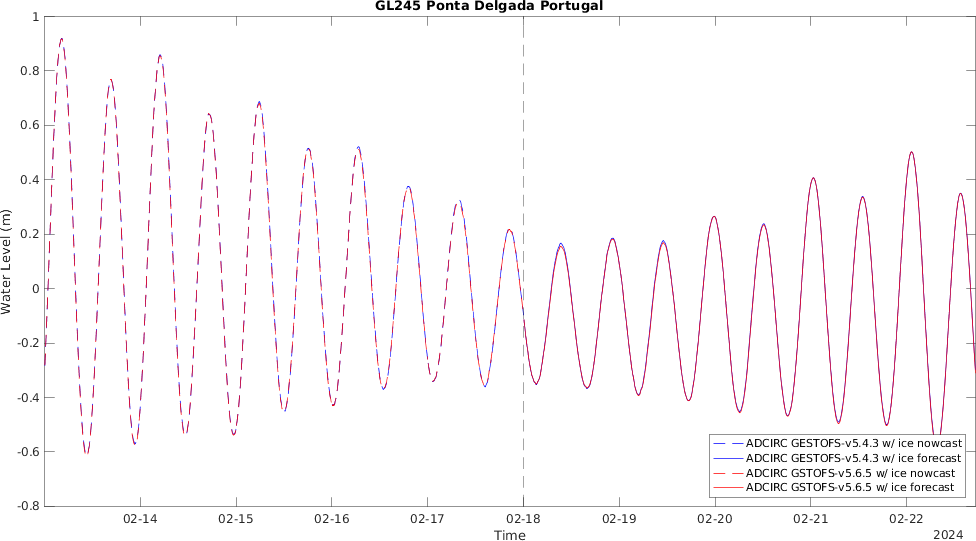 GL245 Ponta Delgada Portugal
1
0.8
0.6
0.4
0.2
0
-0.2
-0.4
-0.6
-0.8
Water Level (m)
ADCIRC GESTOFS-v5.4.3 w/ ice nowcast
ADCIRC GESTOFS-v5.4.3 w/ ice forecast
ADCIRC GSTOFS-v5.6.5 w/ ice nowcast
ADCIRC GSTOFS-v5.6.5 w/ ice forecast
02-14 02-15 02-16 02-17 02-18 02-19 02-20 02-21 02-22
Time
2024